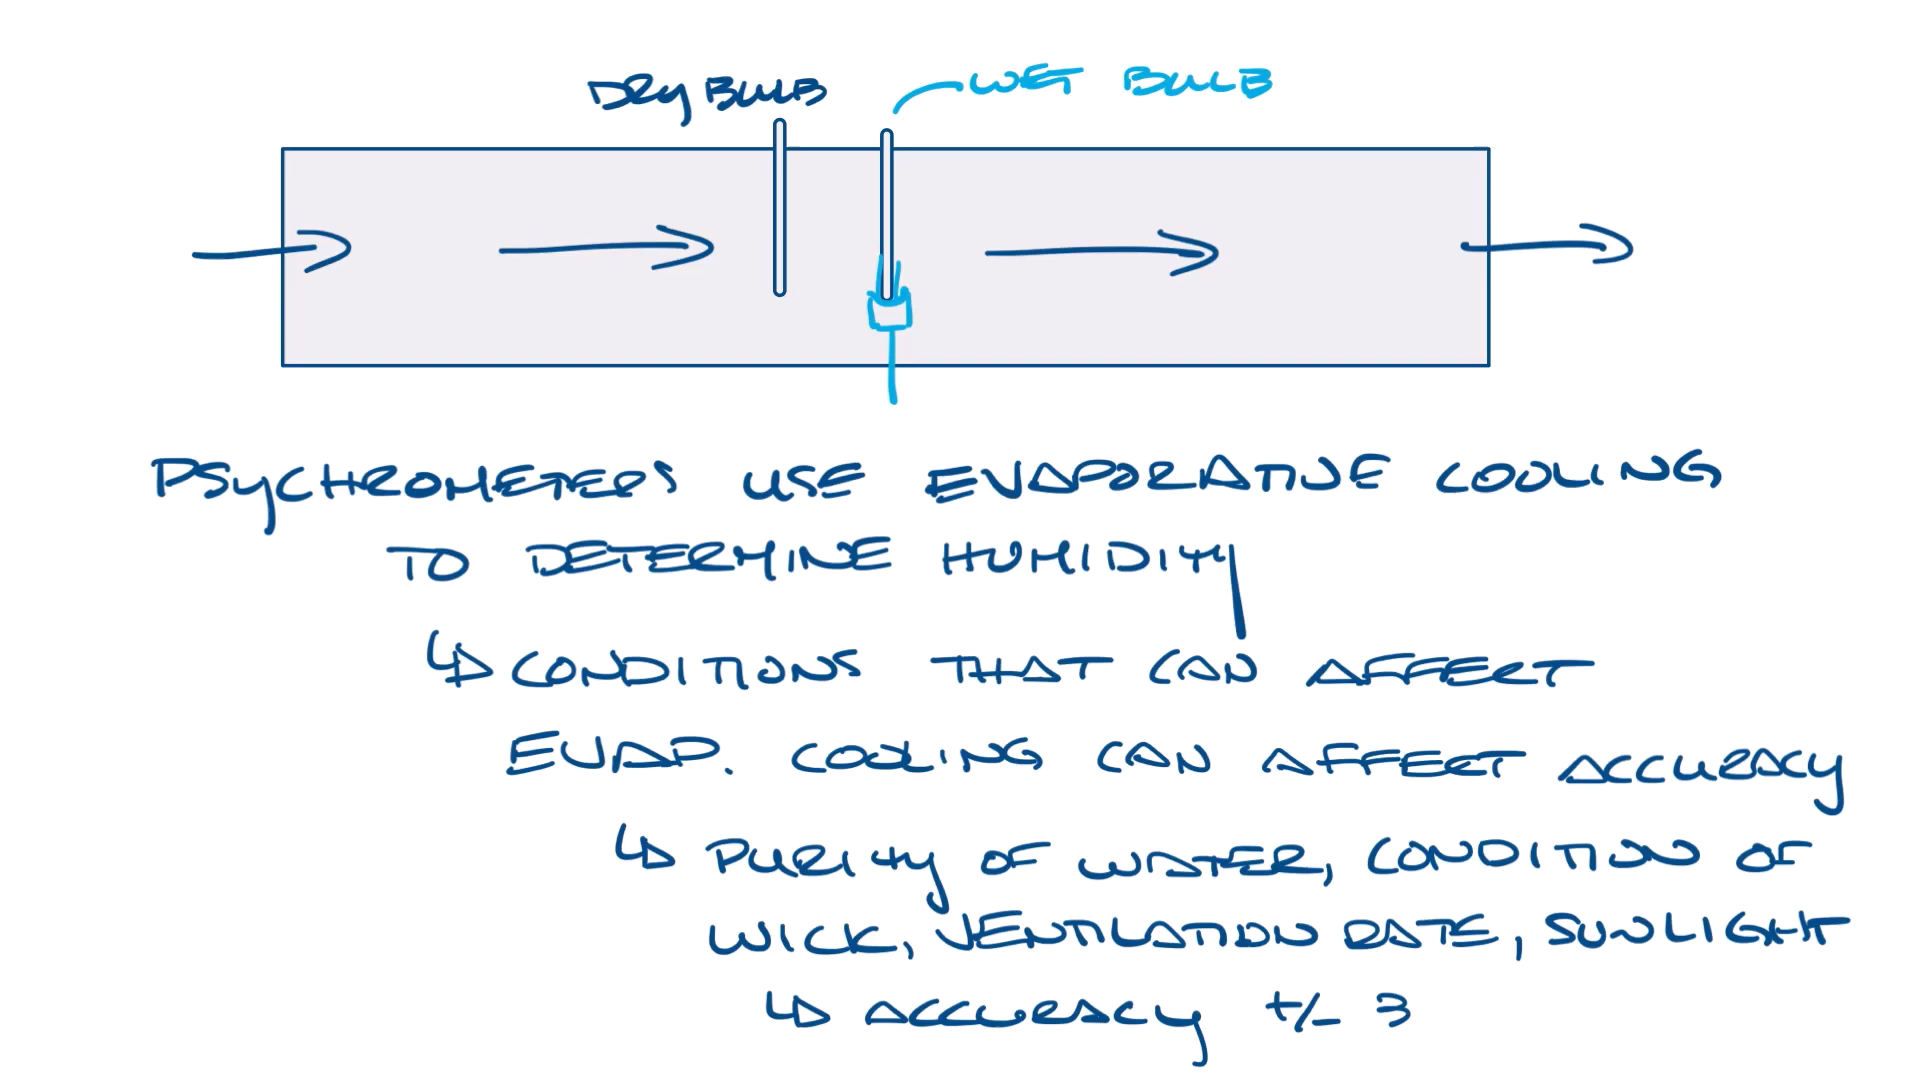 DRY BULB
WET BULB
PSYCHROMETERS USE EVAPORATIVE COOLING
TO DETERMINE HUMIDITY
↳ CONDITIONS THAT CAN AFFECT
EVAP. COOLING CAN AFFECT ACCURACY
↳ PURITY OF WATER, CONDITION OF
WICK, VENTILATION RATE, SUNLIGHT
↳ ACCURACY +/- 3